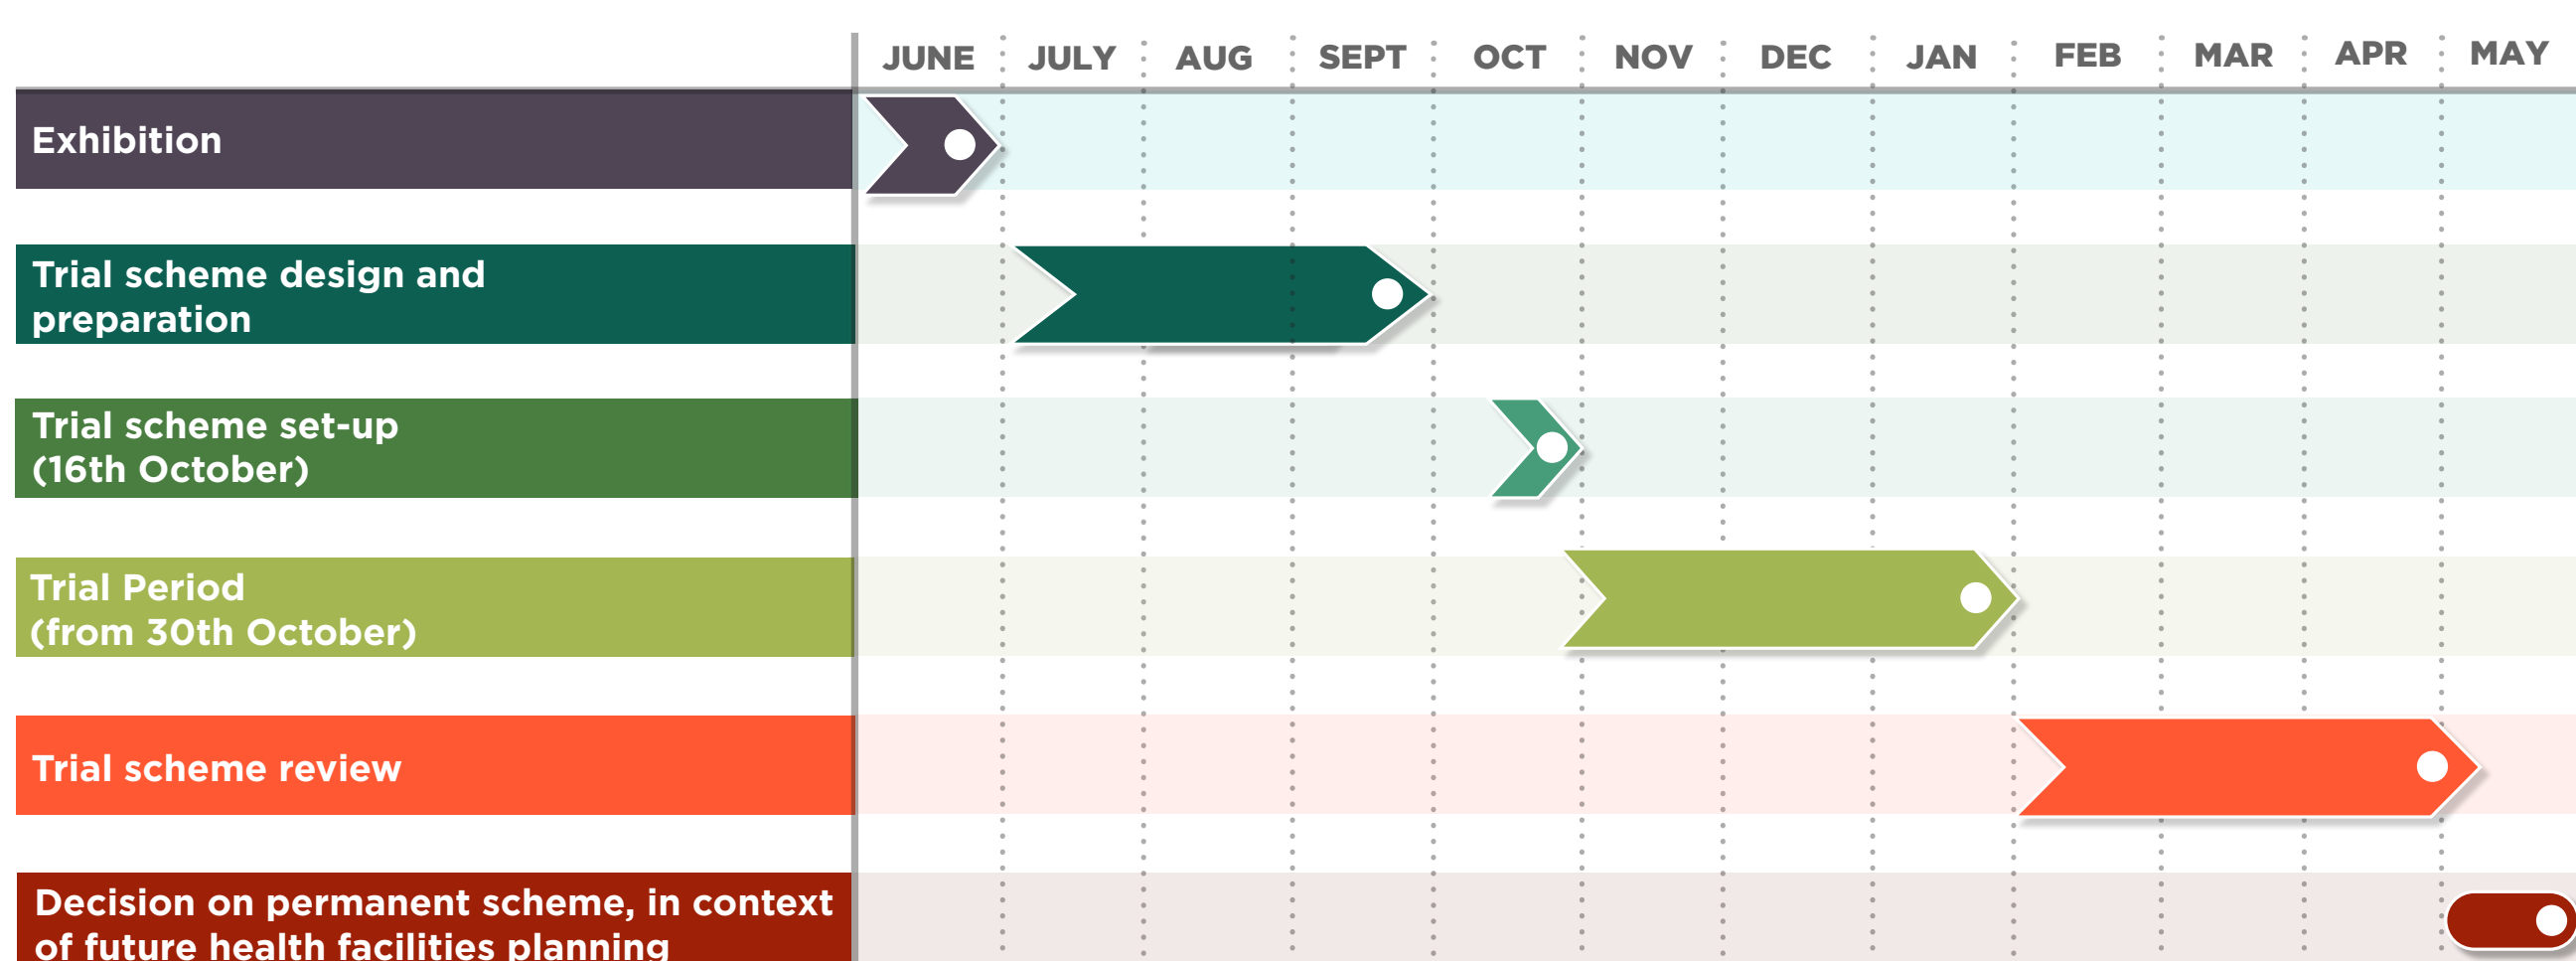 JUNE JULY AUG SEPT OCT NOV DEC JAN FEB MAR APR MAY
Exhibition
Trial scheme design and
preparation
Trial scheme set-up
(16th October)
Trial Period
(from 30th October)
Trial scheme review
Decision on permanent scheme, in context
of future health facilities planning